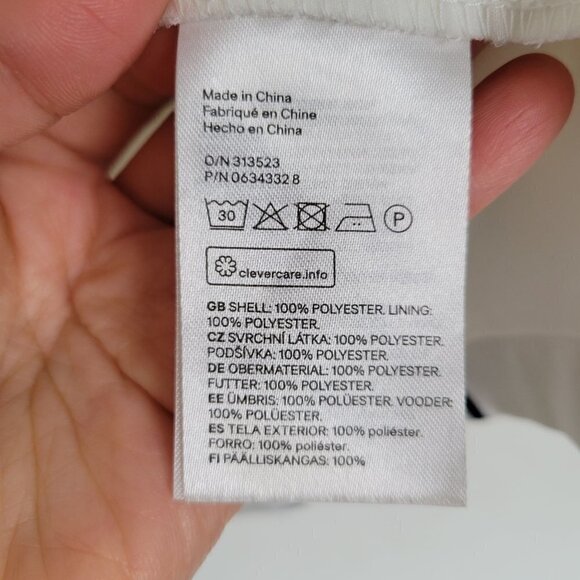 Made in China
Fabriqué en Chine
Hecho en China
O/N 313523
P/N 0634332 8
30 P
clevercare.info
GB SHELL: 100% POLYESTER. LINING:
100% POLYESTER.
CZ SVRCHNÍ LÁTKA: 100% POLYESTER.
PODŠÍVKA: 100% POLYESTER.
DE OBERMATERIAL: 100% POLYESTER.
FUTTER: 100% POLYESTER.
EE ÜMBRIS: 100% POLÜESTER. VOODER:
100% POLÜESTER.
ES TELA EXTERIOR: 100% poliéster.
FORRO: 100% poliéster.
FI PÄÄLLISKANGAS: 100%